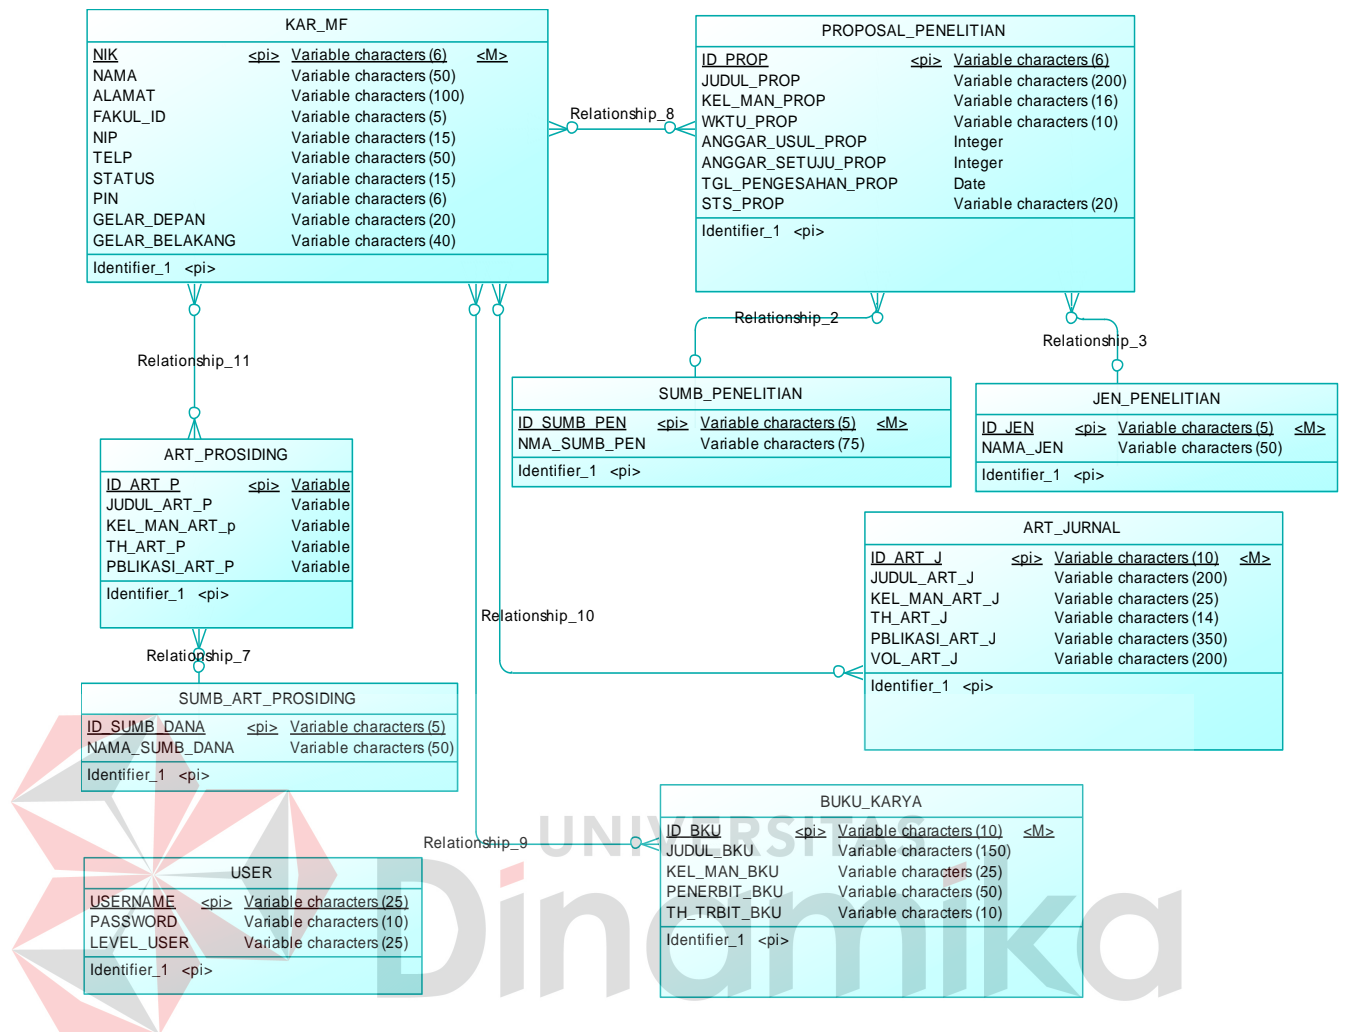 KAR_MF
NIK <pi> Variable characters (6) <M>
NAMA Variable characters (50)
ALAMAT Variable characters (100)
FAKUL_ID Variable characters (5)
NIP Variable characters (15)
TELP Variable characters (50)
STATUS Variable characters (15)
PIN Variable characters (6)
GELAR_DEPAN Variable characters (20)
GELAR_BELAKANG Variable characters (40)
Identifier_1 <pi>
Relationship_8
PROPOSAL_PENELITIAN
ID_PROP <pi> Variable characters (6)
JUDUL_PROP Variable characters (200)
KEL_MAN_PROP Variable characters (16)
WKTU_PROP Variable characters (10)
ANGGAR_USUL_PROP Integer
ANGGAR_SETUJU_PROP Integer
TGL_PENGESAHAN_PROP Date
STS_PROP Variable characters (20)
Identifier_1 <pi>
Relationship_2
Relationship_3
Relationship_11
SUMB_PENELITIAN
ID_SUMB_PEN <pi> Variable characters (5) <M>
NMA_SUMB_PEN Variable characters (75)
Identifier_1 <pi>
JEN_PENELITIAN
ID_JEN <pi> Variable characters (5) <M>
NAMA_JEN Variable characters (50)
Identifier_1 <pi>
ART_PROSIDING
ID_ART_P <pi> Variable
JUDUL_ART_P Variable
KEL_MAN_ART_p Variable
TH_ART_P Variable
PBLIKASI_ART_P Variable
Identifier_1 <pi>
Relationship_10
ART_JURNAL
ID_ART_J <pi> Variable characters (10) <M>
JUDUL_ART_J Variable characters (200)
KEL_MAN_ART_J Variable characters (25)
TH_ART_J Variable characters (14)
PBLIKASI_ART_J Variable characters (350)
VOL_ART_J Variable characters (200)
Identifier_1 <pi>
Relationship_7
SUMB_ART_PROSIDING
ID_SUMB_DANA <pi> Variable characters (5)
NAMA_SUMB_DANA Variable characters (50)
Identifier_1 <pi>
Relationship_9
BUKU_KARYA
ID_BKU <pi> Variable characters (10) <M>
JUDUL_BKU Variable characters (150)
KEL_MAN_BKU Variable characters (25)
PENERBIT_BKU Variable characters (50)
TH_TRBIT_BKU Variable characters (10)
Identifier_1 <pi>
USER
USERNAME <pi> Variable characters (25)
PASSWORD Variable characters (10)
LEVEL_USER Variable characters (25)
Identifier_1 <pi>
UNIVERSITAS
Dinamika